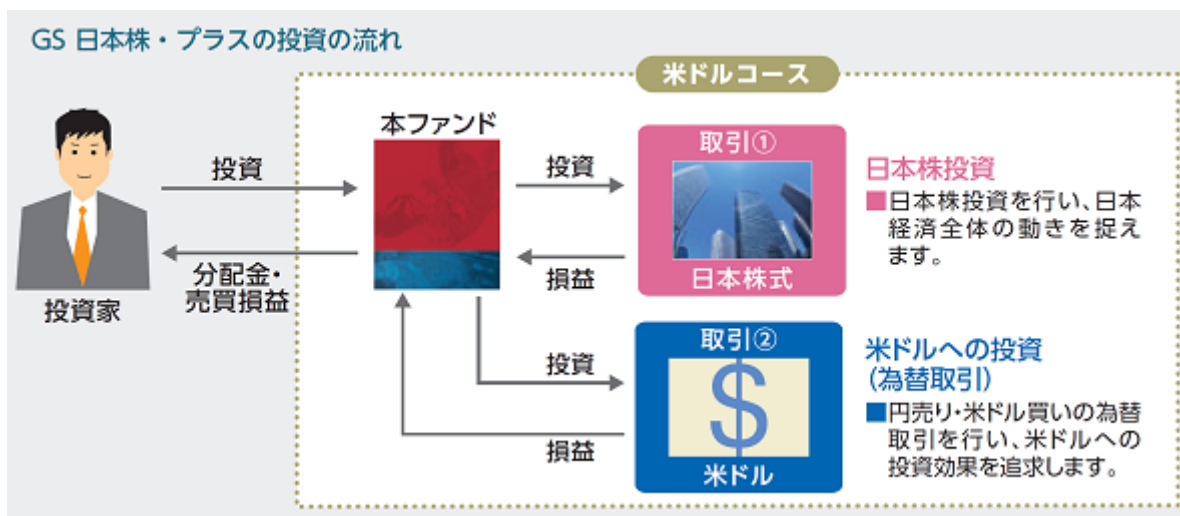 GS 日本株・プラスの投資の流れ
米ドルコース
本ファンド
投資
分配金・
売買損益
投資家
投資
損益
取引①
日本株式
日本株投資
■日本株投資を行い、日本
経済全体の動きを捉え
ます。
投資
損益
取引②
$
米ドル
米ドルへの投資
(為替取引)
■円売り・米ドル買いの為替
取引を行い、米ドルへの
投資効果を追求します。